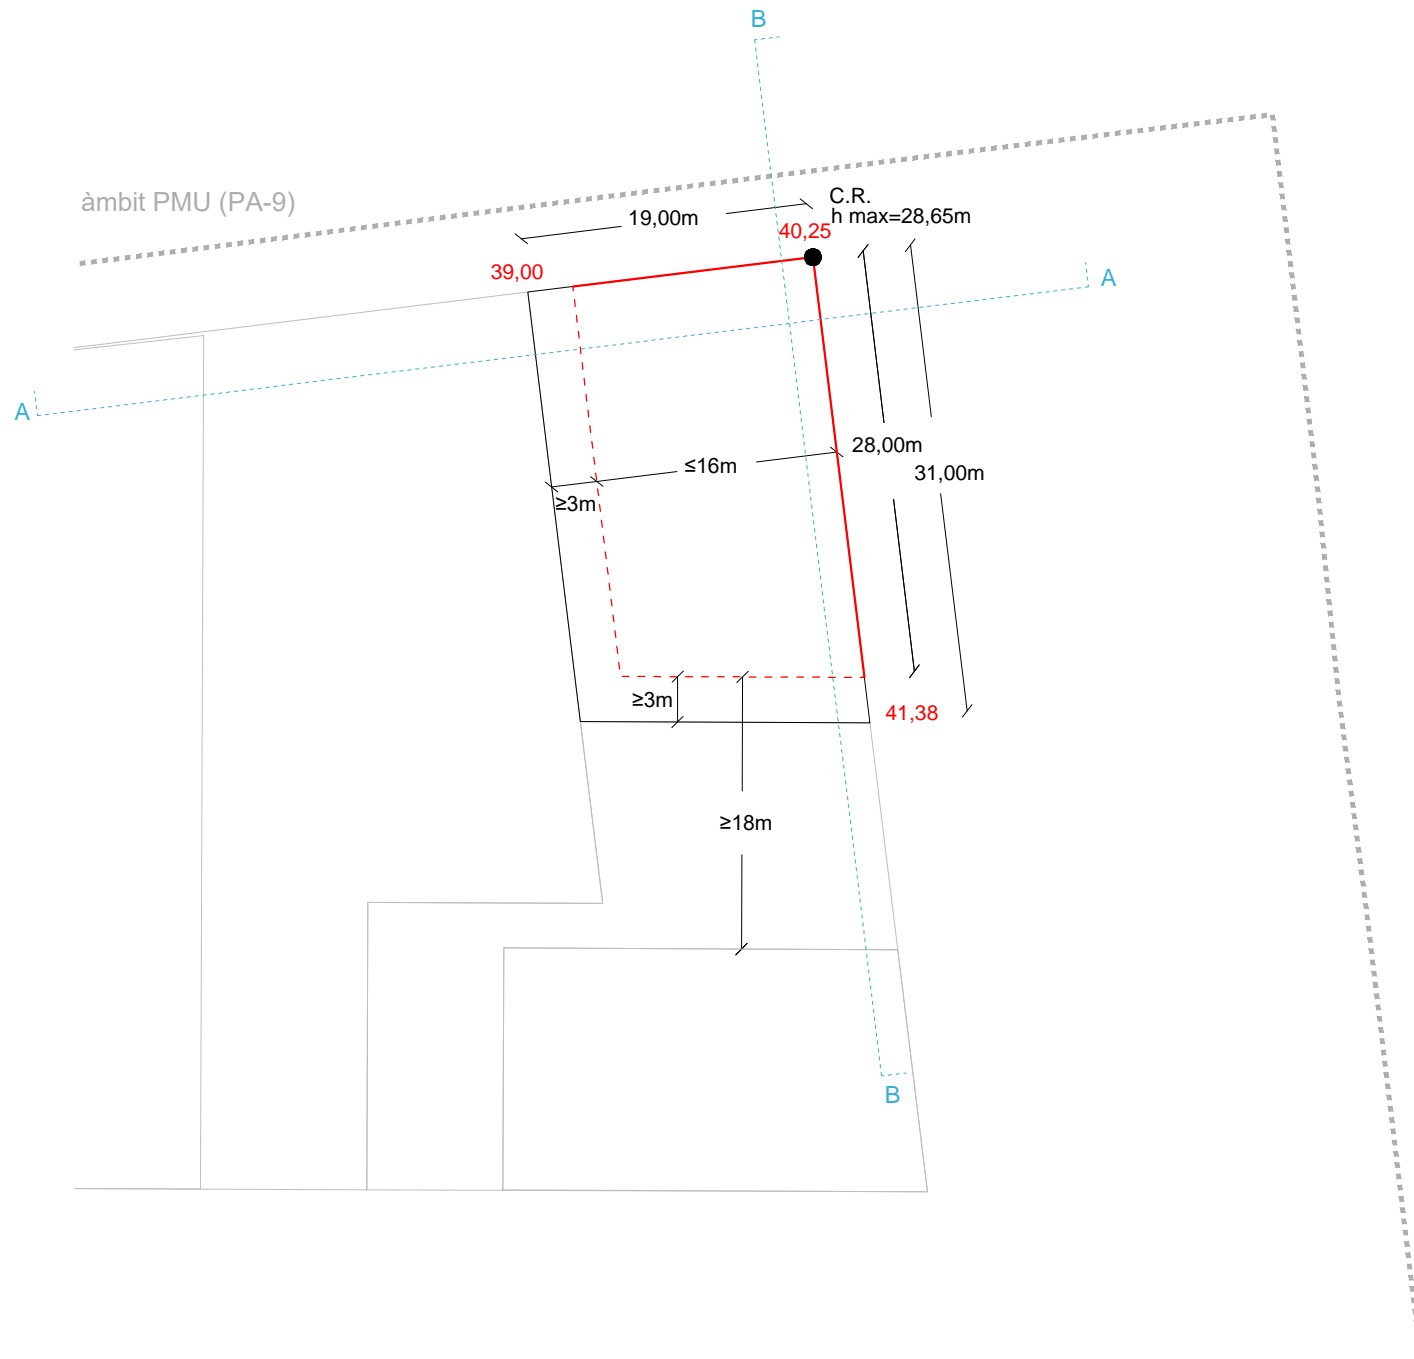 B
àmbit PMU (PA-9)
C.R.
19,00m
h max=28,65m
40,25
39,00
A
A
28,00m
≤16m
31,00m
≥3m
≥3m
41,38
≥18m
B